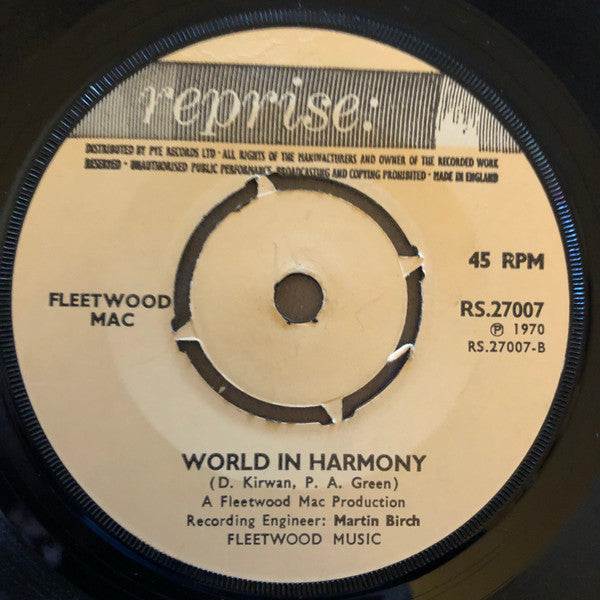 reprise:
DISTRIBUTED BY PYE RECORDS LTD · ALL RIGHTS OF THE MANUFACTURERS AND OWNER OF THE RECORDED WORK
RESERVED · UNAUTHORISED PUBLIC PERFORMANCE, BROADCASTING AND COPYING PROHIBITED · MADE IN ENGLAND
45 RPM
FLEETWOOD
MAC
RS.27007
℗ 1970
RS.27007-B
WORLD IN HARMONY
(D. Kirwan, P. A. Green)
A Fleetwood Mac Production
Recording Engineer: Martin Birch
FLEETWOOD MUSIC